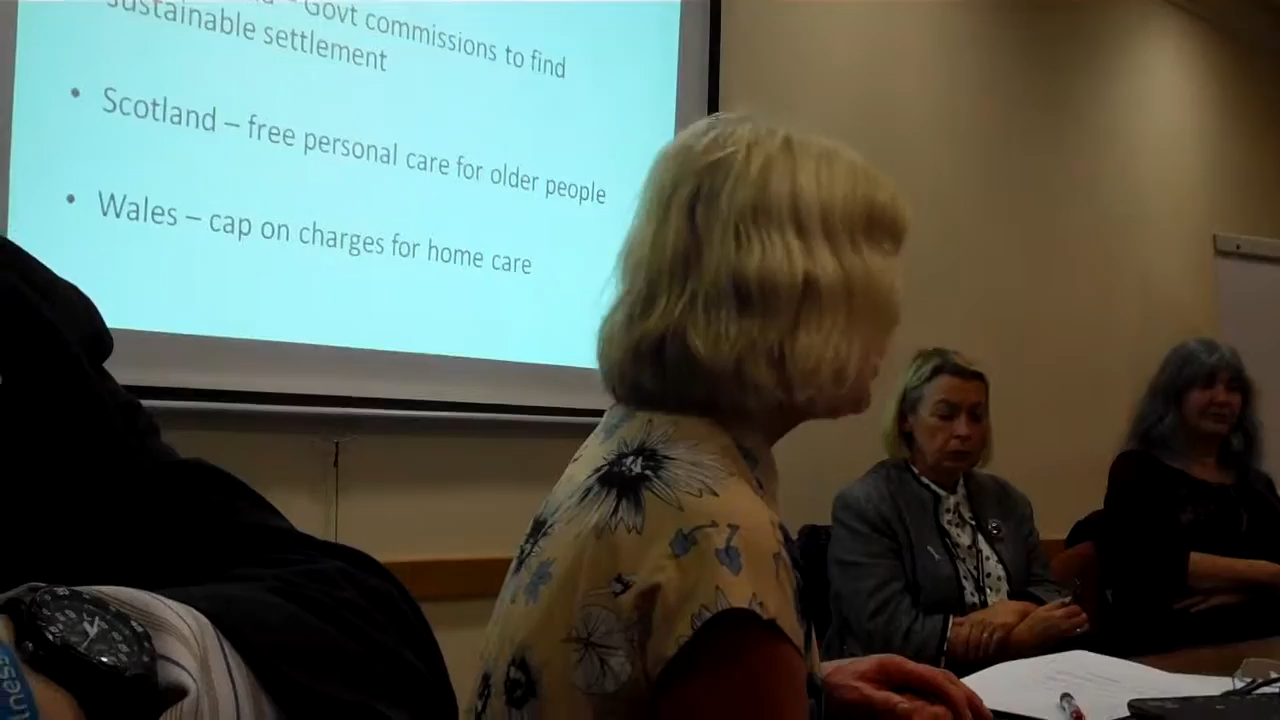 Govt commissions to find
sustainable settlement
• Scotland – free personal care for older people
• Wales – cap on charges for home care
lness